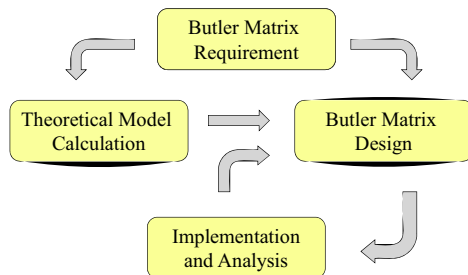 Butler Matrix
Requirement
Theoretical Model
Calculation
Butler Matrix
Design
Implementation
and Analysis